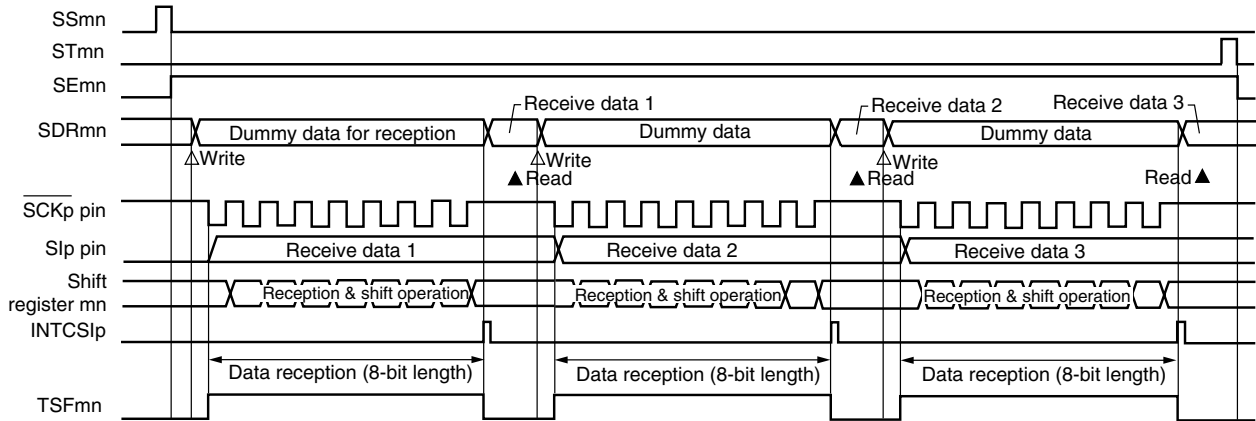 SSmn
STmn
SEmn
Receive data 1
Receive data 2
Receive data 3
SDRmn
Dummy data for reception
Dummy data
Dummy data
△Write
△Write
△Write
▲Read
▲Read
Read▲
SCKp pin
SIp pin
Receive data 1
Receive data 2
Receive data 3
Shift
register mn
Reception & shift operation
Reception & shift operation
Reception & shift operation
INTCSIp
Data reception (8-bit length)
Data reception (8-bit length)
Data reception (8-bit length)
TSFmn